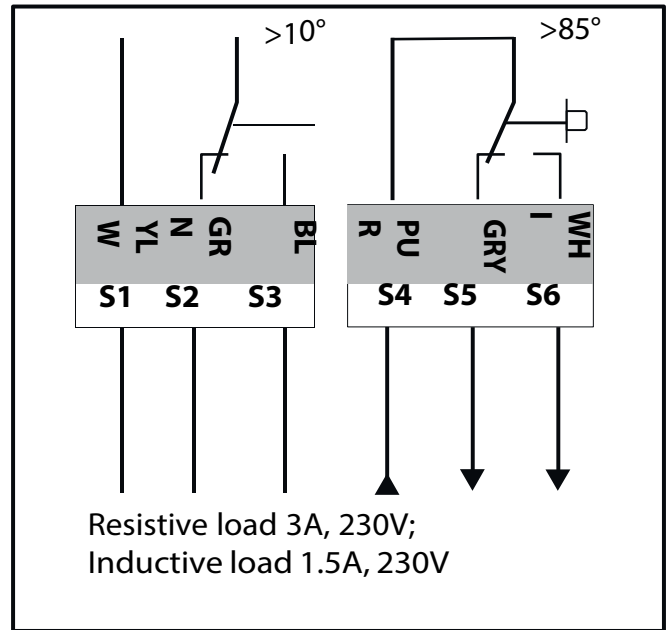 >10°
>85°
YL
W
GR
N
BL
PU
R
GRY
WH
I
S1 S2 S3
S4 S5 S6
Resistive load 3A, 230V;
Inductive load 1.5A, 230V